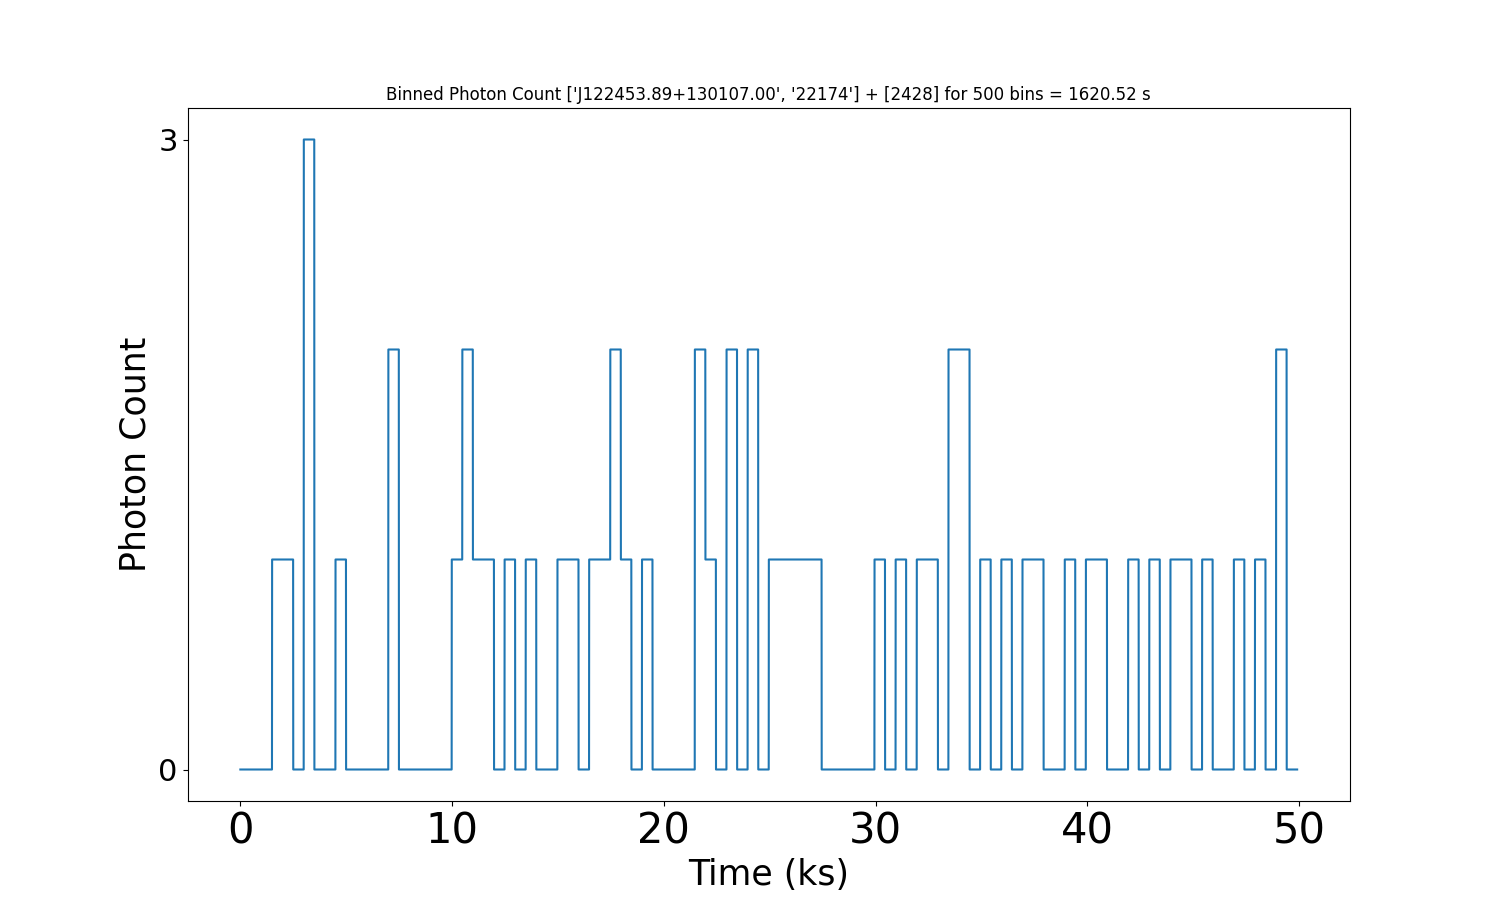 Binned Photon Count ['J122453.89+130107.00', '22174'] + [2428] for 500 bins = 1620.52 s
3
Photon Count
0
0 10 20 30 40 50
Time (ks)